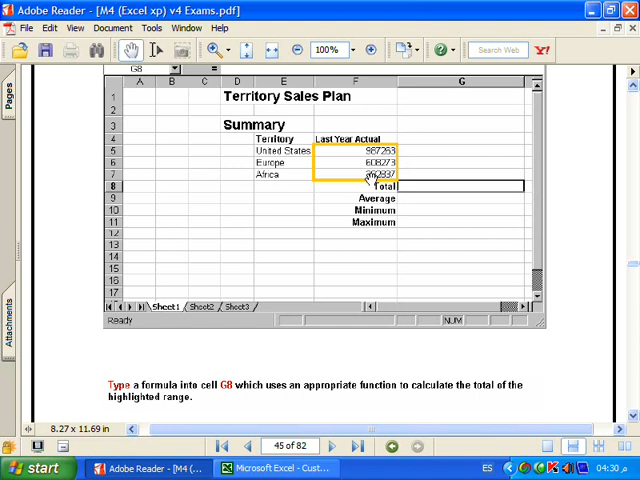 Adobe Reader - [M4 (Excel xp) v4 Exams.pdf]
File Edit View Document Tools Window Help
100% Search Web Y!
Pages
Attachments
G8 =
A B C D E F G
1 Territory Sales Plan
2
3 Summary
4 Territory Last Year Actual
5 United States 987263
6 Europe 608273
7 Africa
8 Total
9 Average
10 Minimum
11 Maximum
12
13
14
15
16
17
Sheet1 Sheet2 Sheet3
Ready NUM
Type a formula into cell G8 which uses an appropriate function to calculate the total of the
highlighted range.
8.27 x 11.69 in
45 of 82
start Adobe Reader - [M4 (... Microsoft Excel - Cust... ES 04:30 م